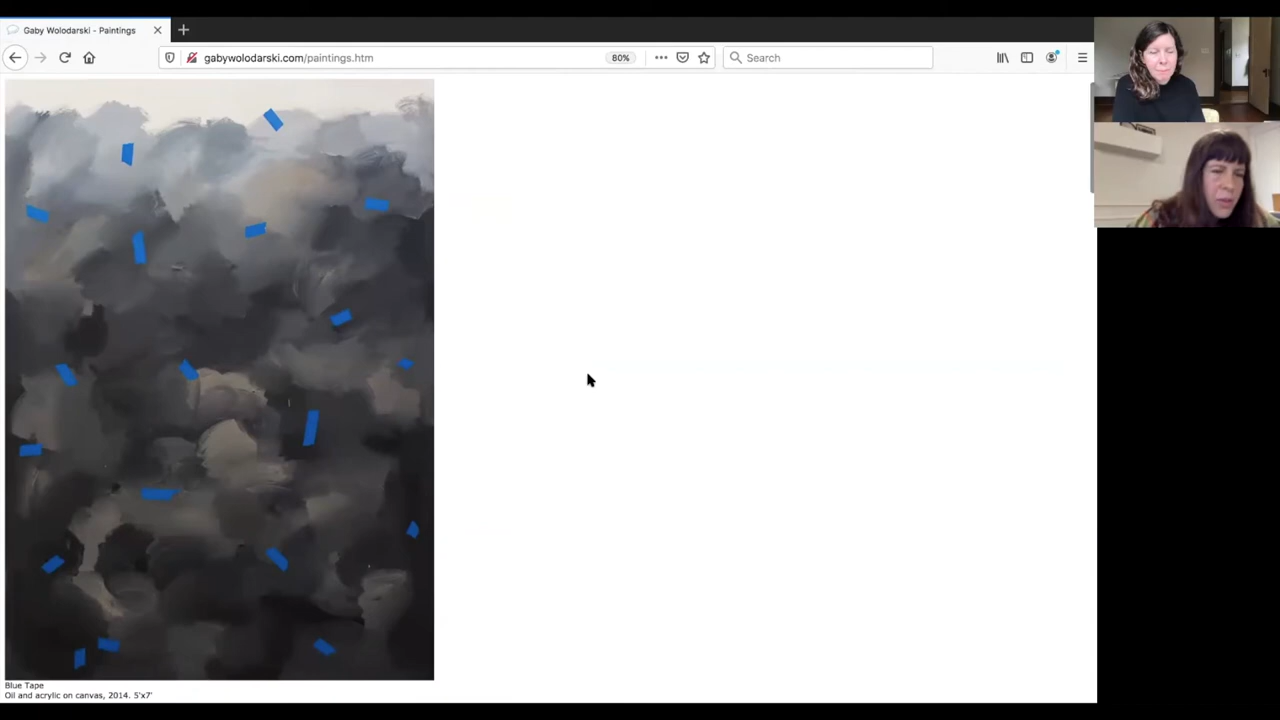 Gaby Wolodarski - Paintings
gabywolodarski.com/paintings.htm
80%
Search
Blue Tape
Oil and acrylic on canvas, 2014. 5'x7'